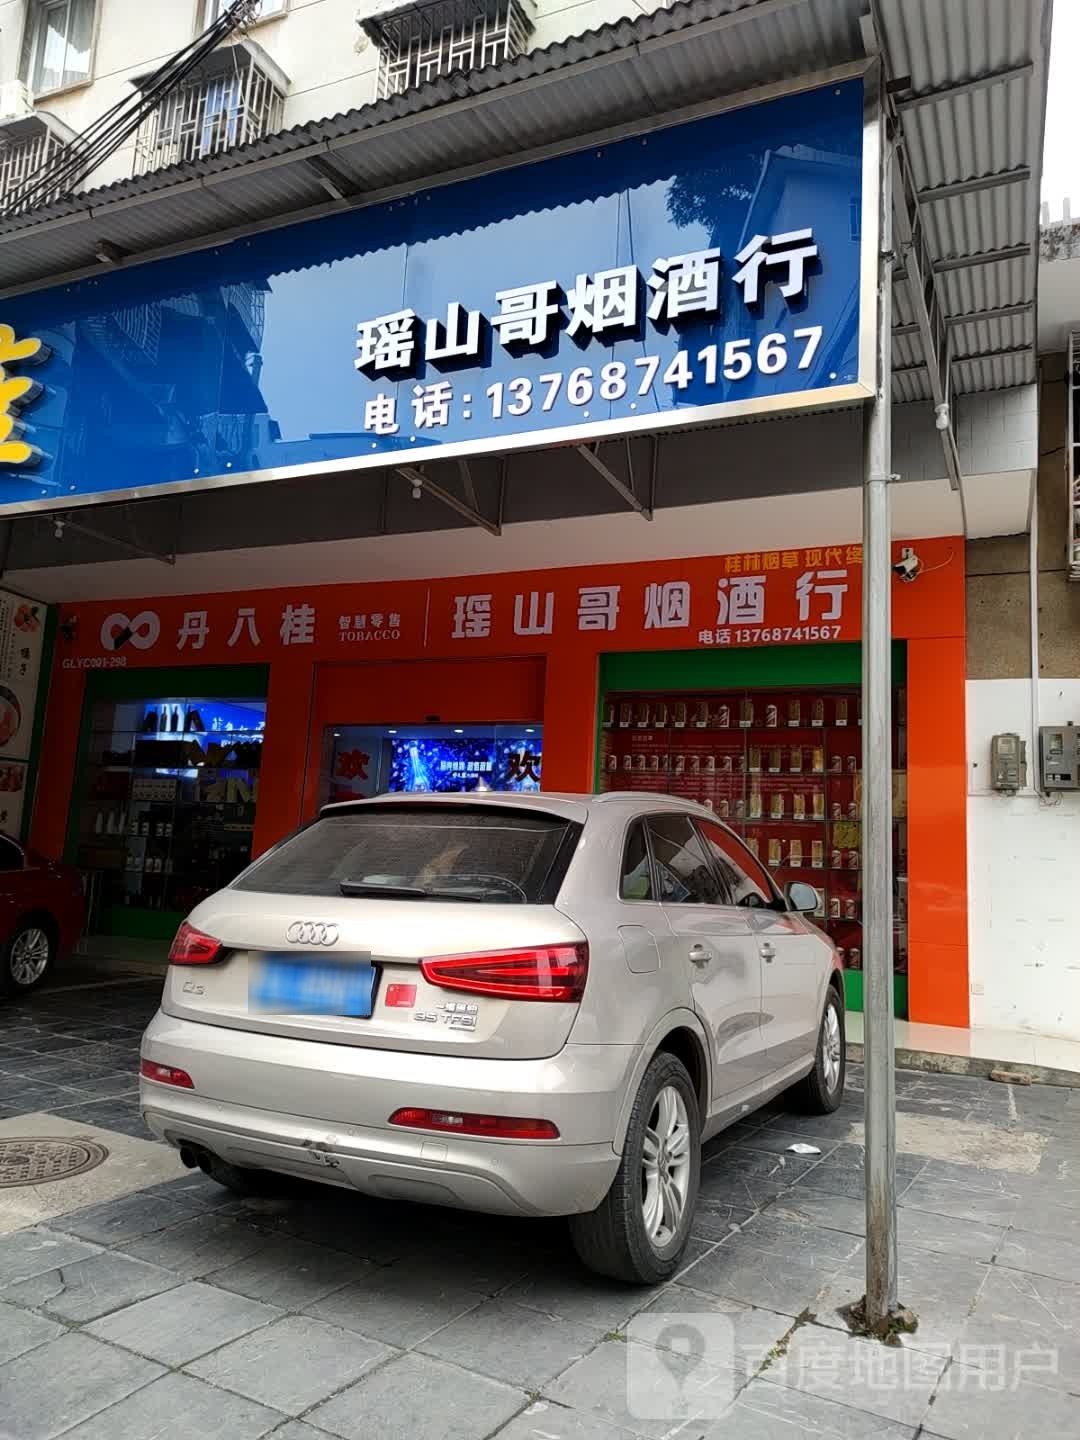 瑶山哥烟酒行
电话:13768741567
桂林烟草 现代终
丹八桂 智慧零售 瑶山哥烟酒行
TOBACCO
电话 13768741567
GLYC001-298
欢
欢
Q3
35 TFSI
百度地图用户